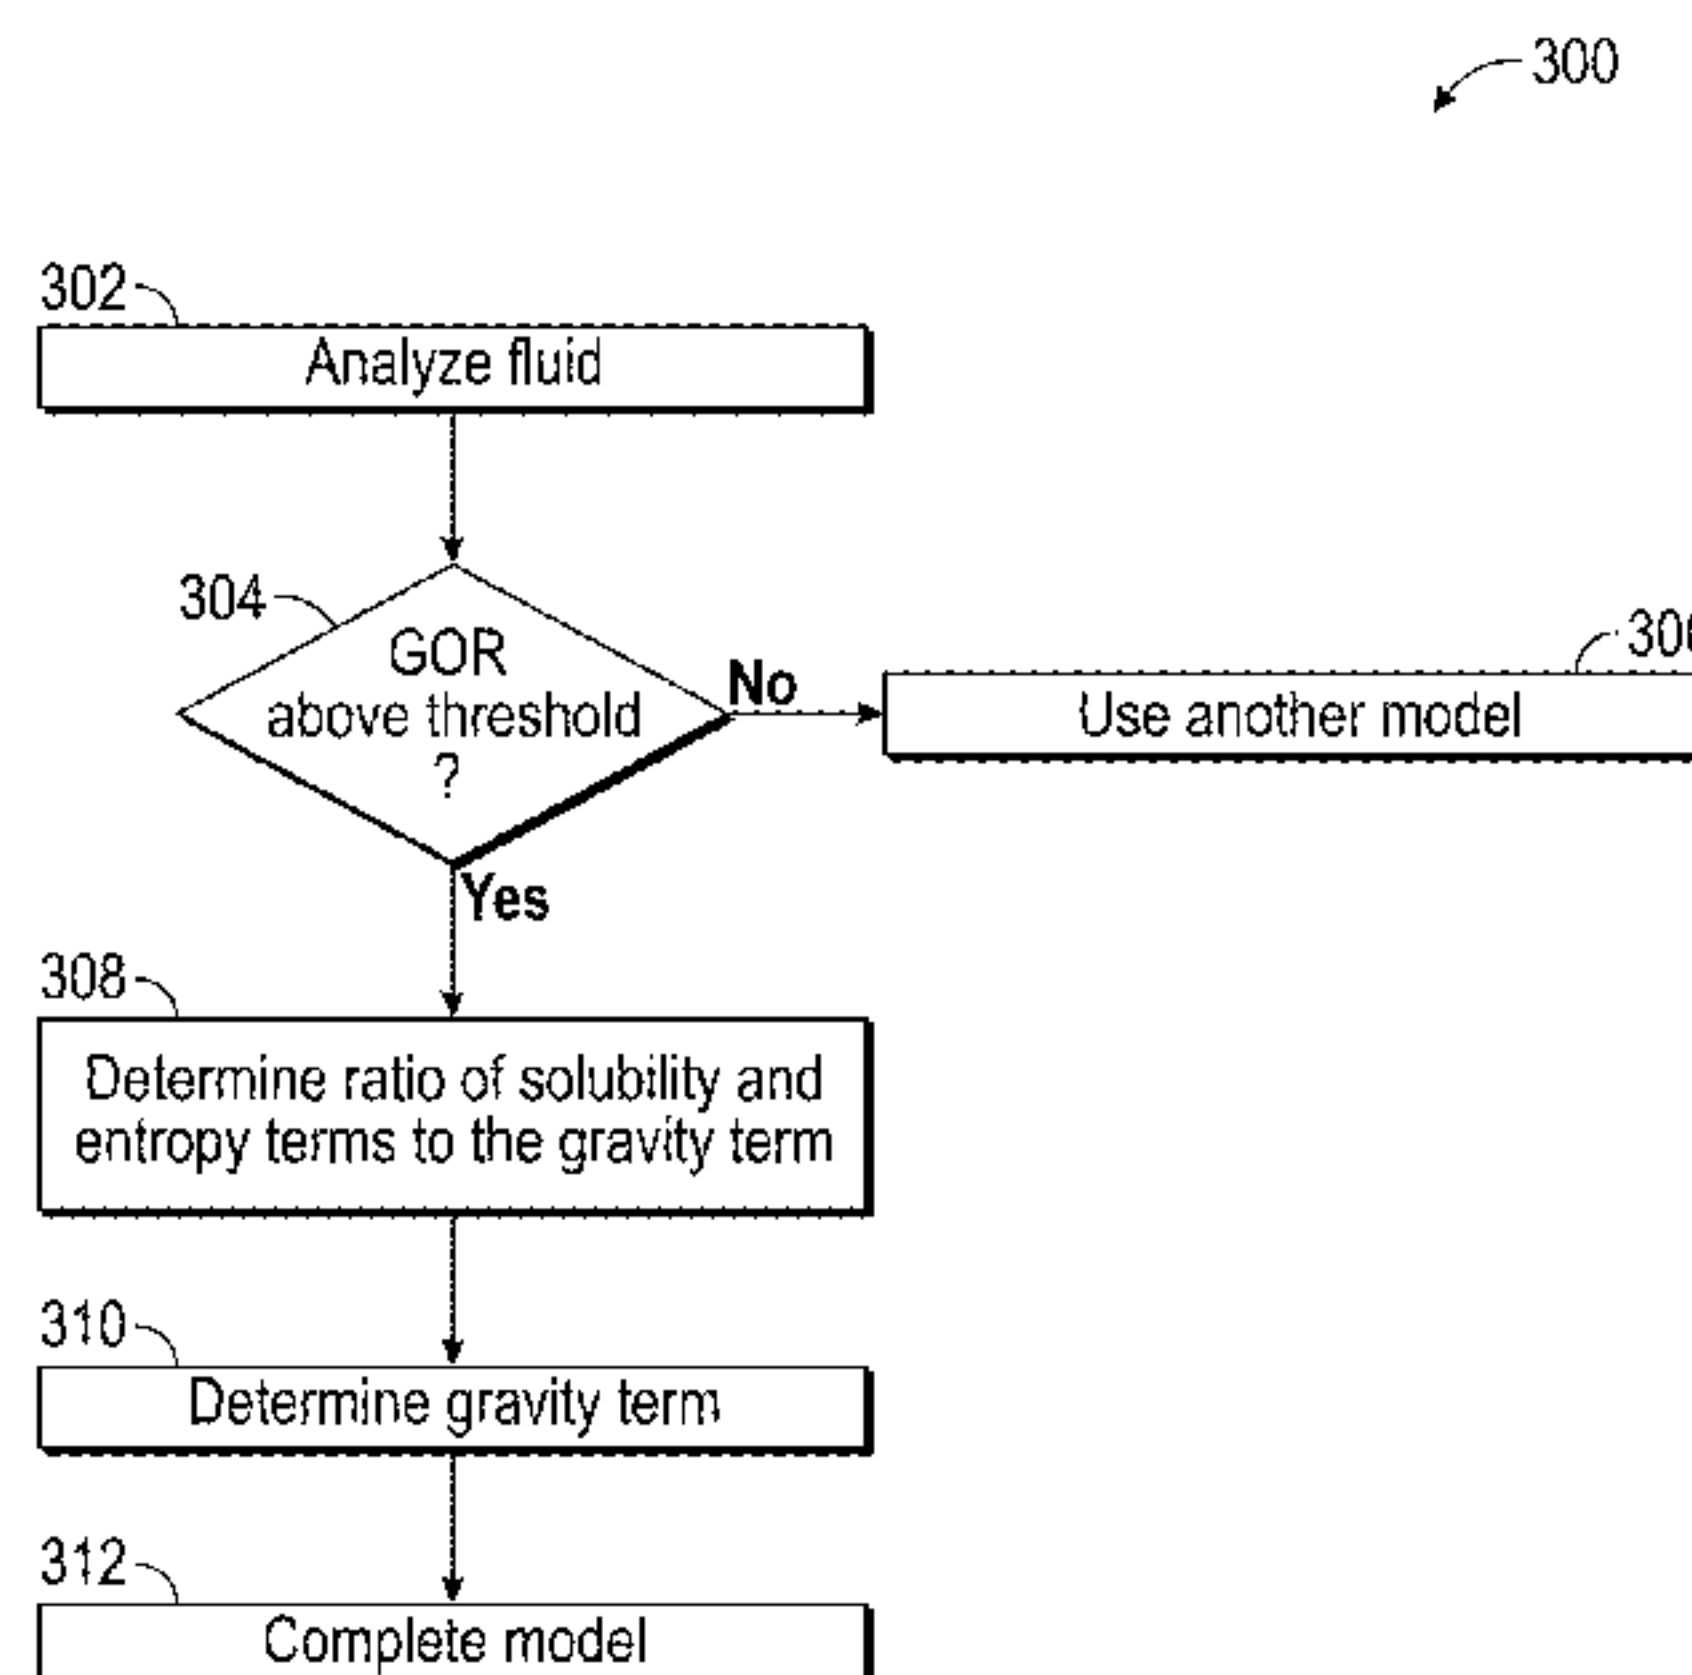 300
302
Analyze fluid
304
GOR
above threshold
?
No
Use another model
Yes
308
Determine ratio of solubility and
entropy terms to the gravity term
310
Determine gravity term
312
Complete model